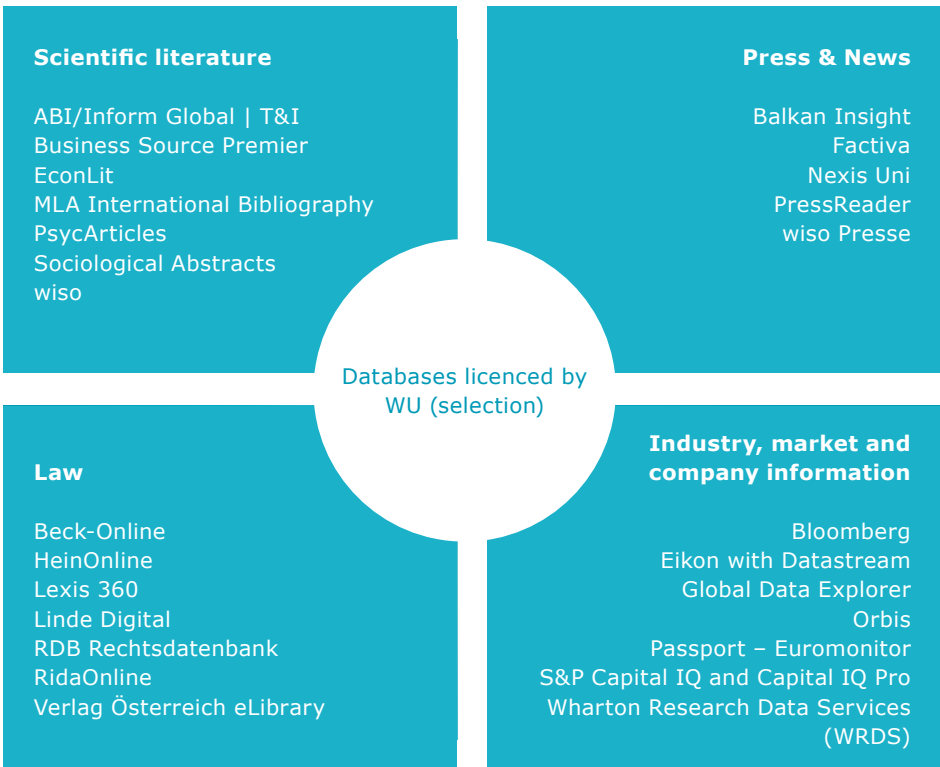 Scientific literature
ABI/Inform Global | T&I
Business Source Premier
EconLit
MLA International Bibliography
PsycArticles
Sociological Abstracts
wiso
Press & News
Balkan Insight
Factiva
Nexis Uni
PressReader
wiso Presse
Databases licenced by
WU (selection)
Law
Beck-Online
HeinOnline
Lexis 360
Linde Digital
RDB Rechtsdatenbank
RidaOnline
Verlag Österreich eLibrary
Industry, market and
company information
Bloomberg
Eikon with Datastream
Global Data Explorer
Orbis
Passport – Euromonitor
S&P Capital IQ and Capital IQ Pro
Wharton Research Data Services
(WRDS)